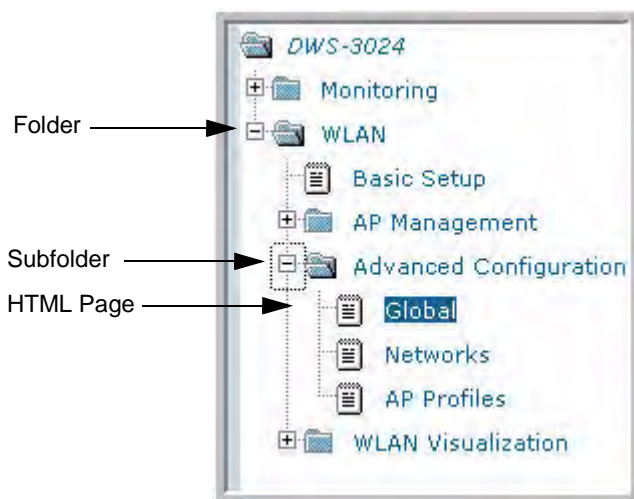 DWS-3024
Monitoring
Folder
WLAN
Basic Setup
AP Management
Subfolder
Advanced Configuration
HTML Page
Global
Networks
AP Profiles
WLAN Visualization